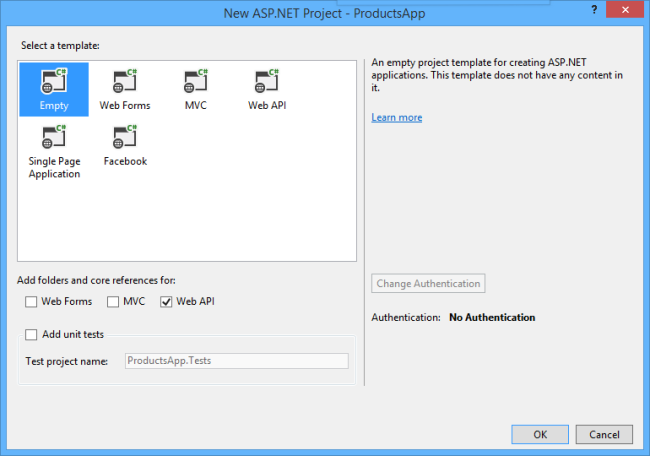 New ASP.NET Project - ProductsApp
?
Select a template:
C#
C#
C#
C#
Empty
Web Forms
MVC
Web API
C#
C#
Single Page
Application
Facebook
An empty project template for creating ASP.NET
applications. This template does not have any content in
it.
Learn more
Add folders and core references for:
Web Forms
MVC
Web API
Add unit tests
Test project name:
ProductsApp.Tests
Change Authentication
Authentication: No Authentication
OK
Cancel